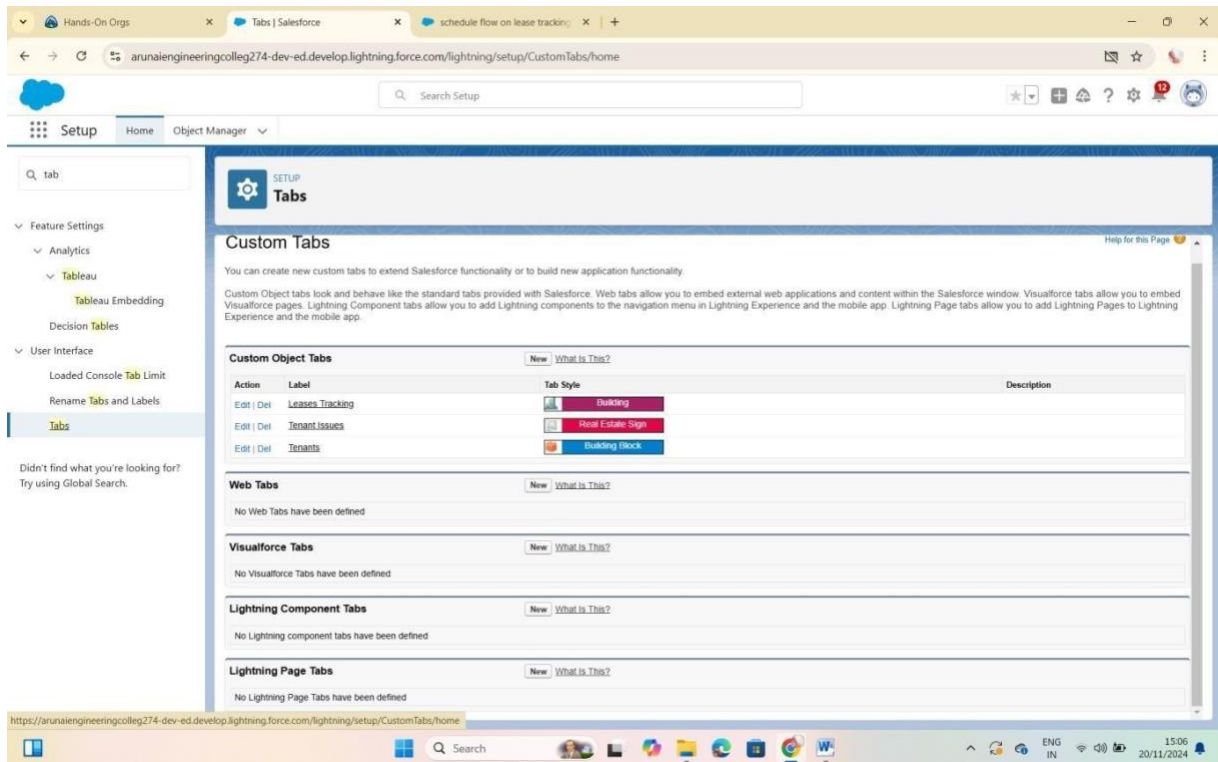 Hands-On Orgs
Tabs | Salesforce
schedule flow on lease tracking
arunaiengineeringcolleg274-dev-ed.develop.lightning.force.com/lightning/setup/CustomTabs/home
Search Setup
12
Setup Home Object Manager
tab
Feature Settings
Analytics
Tableau
Tableau Embedding
Decision Tables
User Interface
Loaded Console Tab Limit
Rename Tabs and Labels
Tabs
Didn't find what you're looking for?
Try using Global Search.
SETUP
Tabs
Custom Tabs
Help for this Page
You can create new custom tabs to extend Salesforce functionality or to build new application functionality.
Custom Object tabs look and behave like the standard tabs provided with Salesforce. Web tabs allow you to embed external web applications and content within the Salesforce window. Visualforce tabs allow you to embed
Visualforce pages. Lightning Component tabs allow you to add Lightning components to the navigation menu in Lightning Experience and the mobile app. Lightning Page tabs allow you to add Lightning Pages to Lightning
Experience and the mobile app.
Custom Object Tabs New What Is This?
Action Label Tab Style Description
Edit | Del Leases Tracking Building
Edit | Del Tenant Issues Real Estate Sign
Edit | Del Tenants Building Block
Web Tabs New What Is This?
No Web Tabs have been defined
Visualforce Tabs New What Is This?
No Visualforce Tabs have been defined
Lightning Component Tabs New What Is This?
No Lightning component tabs have been defined
Lightning Page Tabs New What Is This?
No Lightning Page Tabs have been defined
https://arunaiengineeringcolleg274-dev-ed.develop.lightning.force.com/lightning/setup/CustomTabs/home
Search
ENG
IN
15:06
20/11/2024